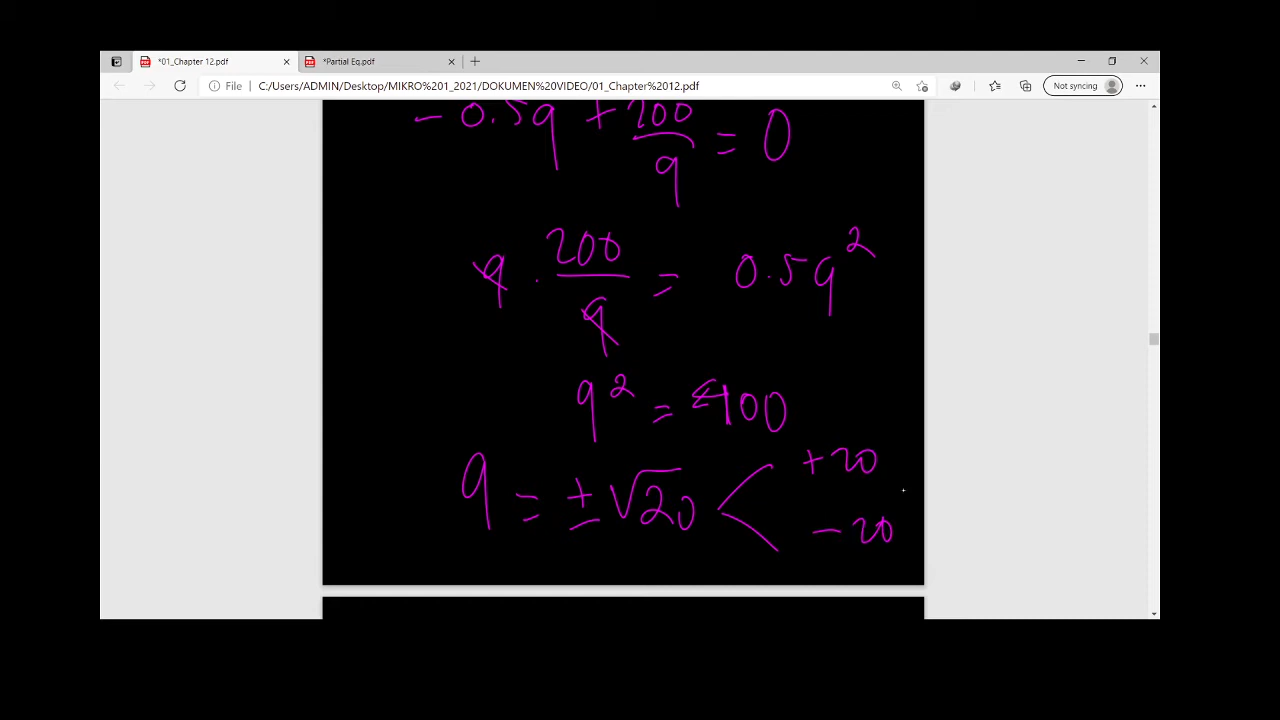 *01_Chapter 12.pdf
*Partial Eq.pdf
File
C:/Users/ADMIN/Desktop/MIKRO%201_2021/DOKUMEN%20VIDEO/01_Chapter%2012.pdf
Not syncing
- 0.5q + 200/q = 0
q · 200/q = 0.5q²
q² = 400
q = ± √20 < +20
- 20